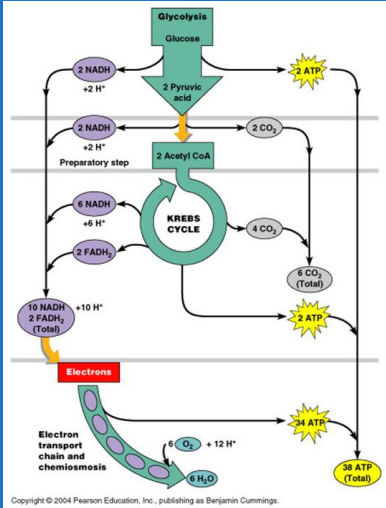 Glycolysis
Glucose
2 NADH
+2 H⁺
2 ATP
2 Pyruvic
acid
2 NADH
+2 H⁺
2 CO₂
Preparatory step
2 Acetyl CoA
6 NADH
+6 H⁺
KREBS
CYCLE
4 CO₂
2 FADH₂
6 CO₂
(Total)
10 NADH
2 FADH₂
(Total)
+10 H⁺
2 ATP
Electrons
34 ATP
Electron
transport
chain and
chemiosmosis
6 O₂ + 12 H⁺
6 H₂O
38 ATP
(Total)
Copyright © 2004 Pearson Education, Inc., publishing as Benjamin Cummings.